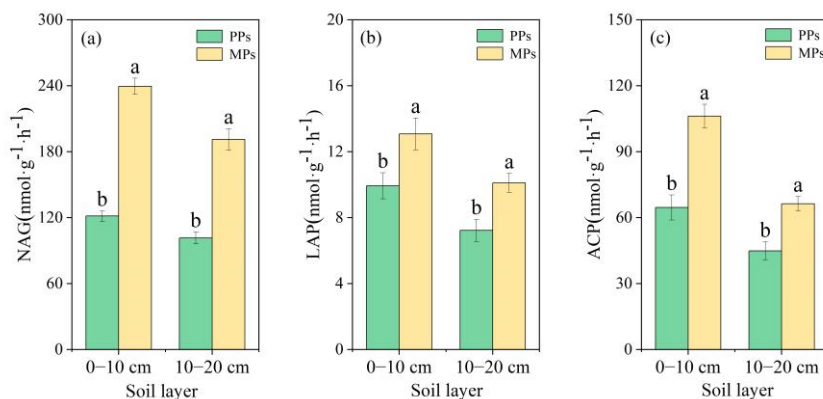 (a)
PPs
MPs
NAG(nmol·g⁻¹·h⁻¹)
300
240
180
120
60
0
b
a
b
a
0−10 cm
10−20 cm
Soil layer
(b)
PPs
MPs
LAP(nmol·g⁻¹·h⁻¹)
20
16
12
8
4
0
b
a
b
a
0−10 cm
10−20 cm
Soil layer
(c)
PPs
MPs
ACP(nmol·g⁻¹·h⁻¹)
150
120
90
60
30
0
b
a
b
a
0−10 cm
10−20 cm
Soil layer